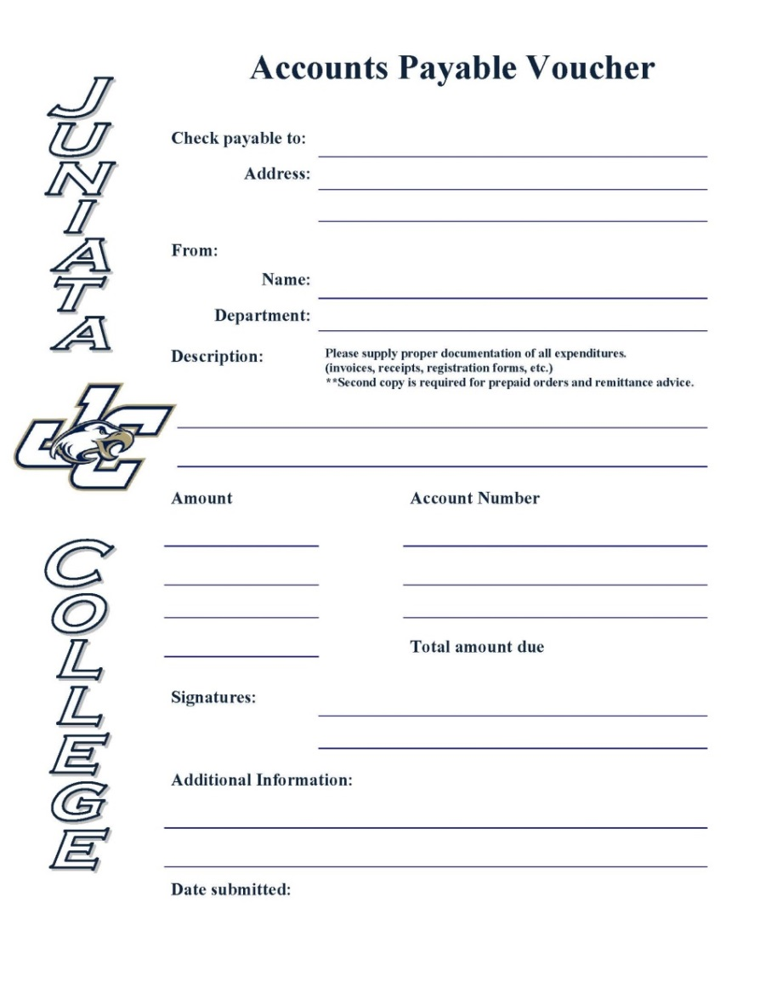 Accounts Payable Voucher
JUNIATA
JC
COLLEGE
Check payable to:
Address:
From:
Name:
Department:
Description:
Please supply proper documentation of all expenditures.
(invoices, receipts, registration forms, etc.)
**Second copy is required for prepaid orders and remittance advice.
Amount Account Number
Total amount due
Signatures:
Additional Information:
Date submitted: